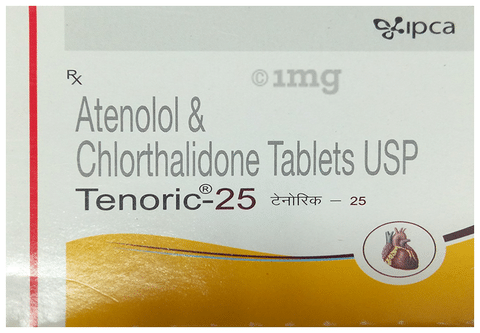 ipca
Rx
© 1mg
Atenolol &
Chlorthalidone Tablets USP
Tenoric®-25 टेनोरिक – 25